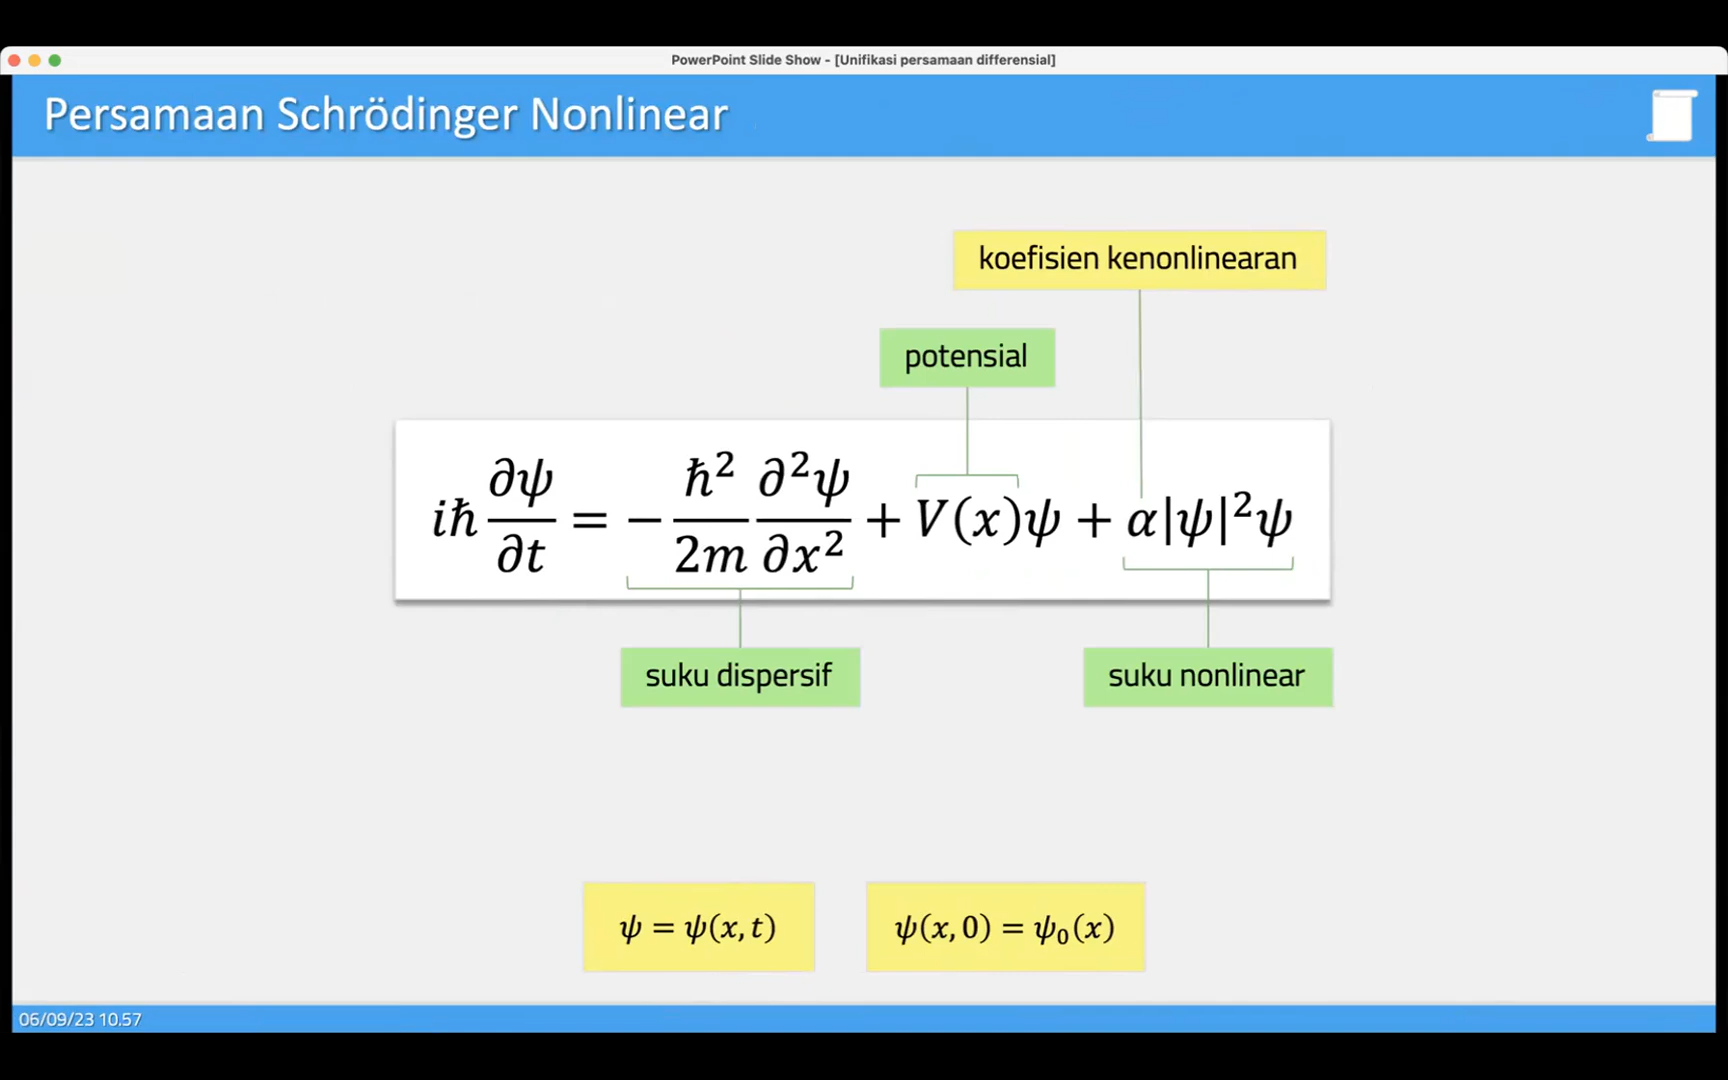 PowerPoint Slide Show - [Unifikasi persamaan differensial]
Persamaan Schrödinger Nonlinear
koefisien kenonlinearan
potensial
iℏ ∂ψ/∂t = − ℏ²/2m ∂²ψ/∂x² + V(x)ψ + α|ψ|²ψ
suku dispersif
suku nonlinear
ψ = ψ(x, t)
ψ(x, 0) = ψ₀(x)
06/09/23 10.57